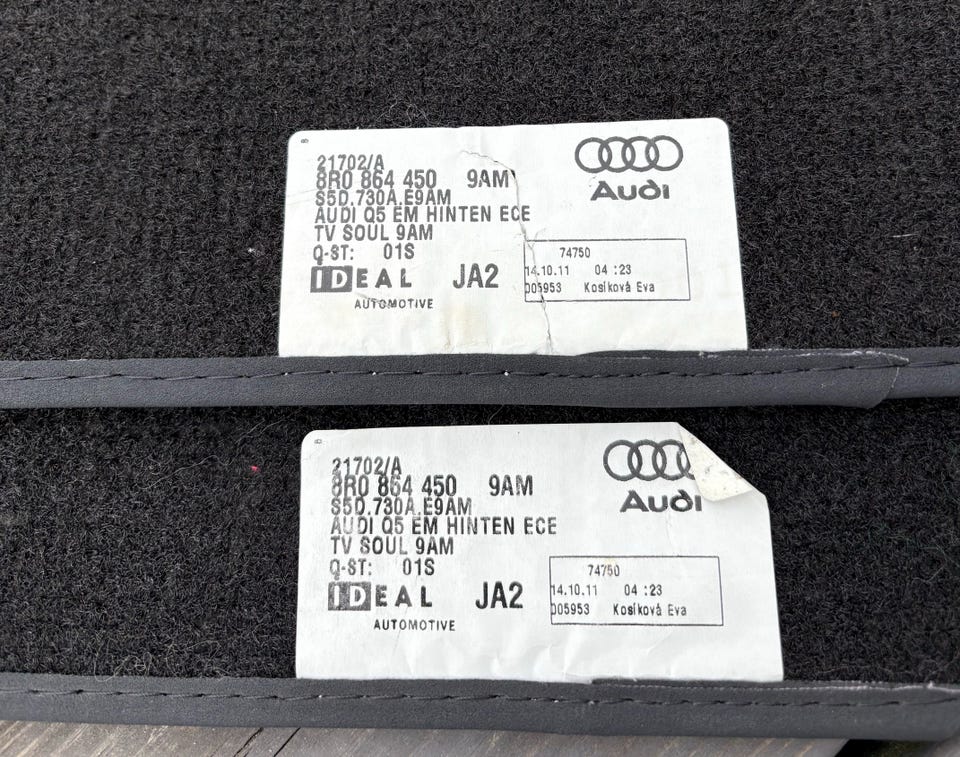 21702/A
8R0 864 450 9AM
S5D.730A.E9AM
AUDI Q5 EM HINTEN ECE
TV SOUL 9AM
Q-ST: 01S
IDEAL JA2
AUTOMOTIVE
Audi
74750
14.10.11 04 :23
005953 Kosíková Eva
21702/A
8R0 864 450 9AM
S5D.730A.E9AM
AUDI Q5 EM HINTEN ECE
TV SOUL 9AM
Q-ST: 01S
IDEAL JA2
AUTOMOTIVE
Audi
74750
14.10.11 04 :23
005953 Kosíková Eva